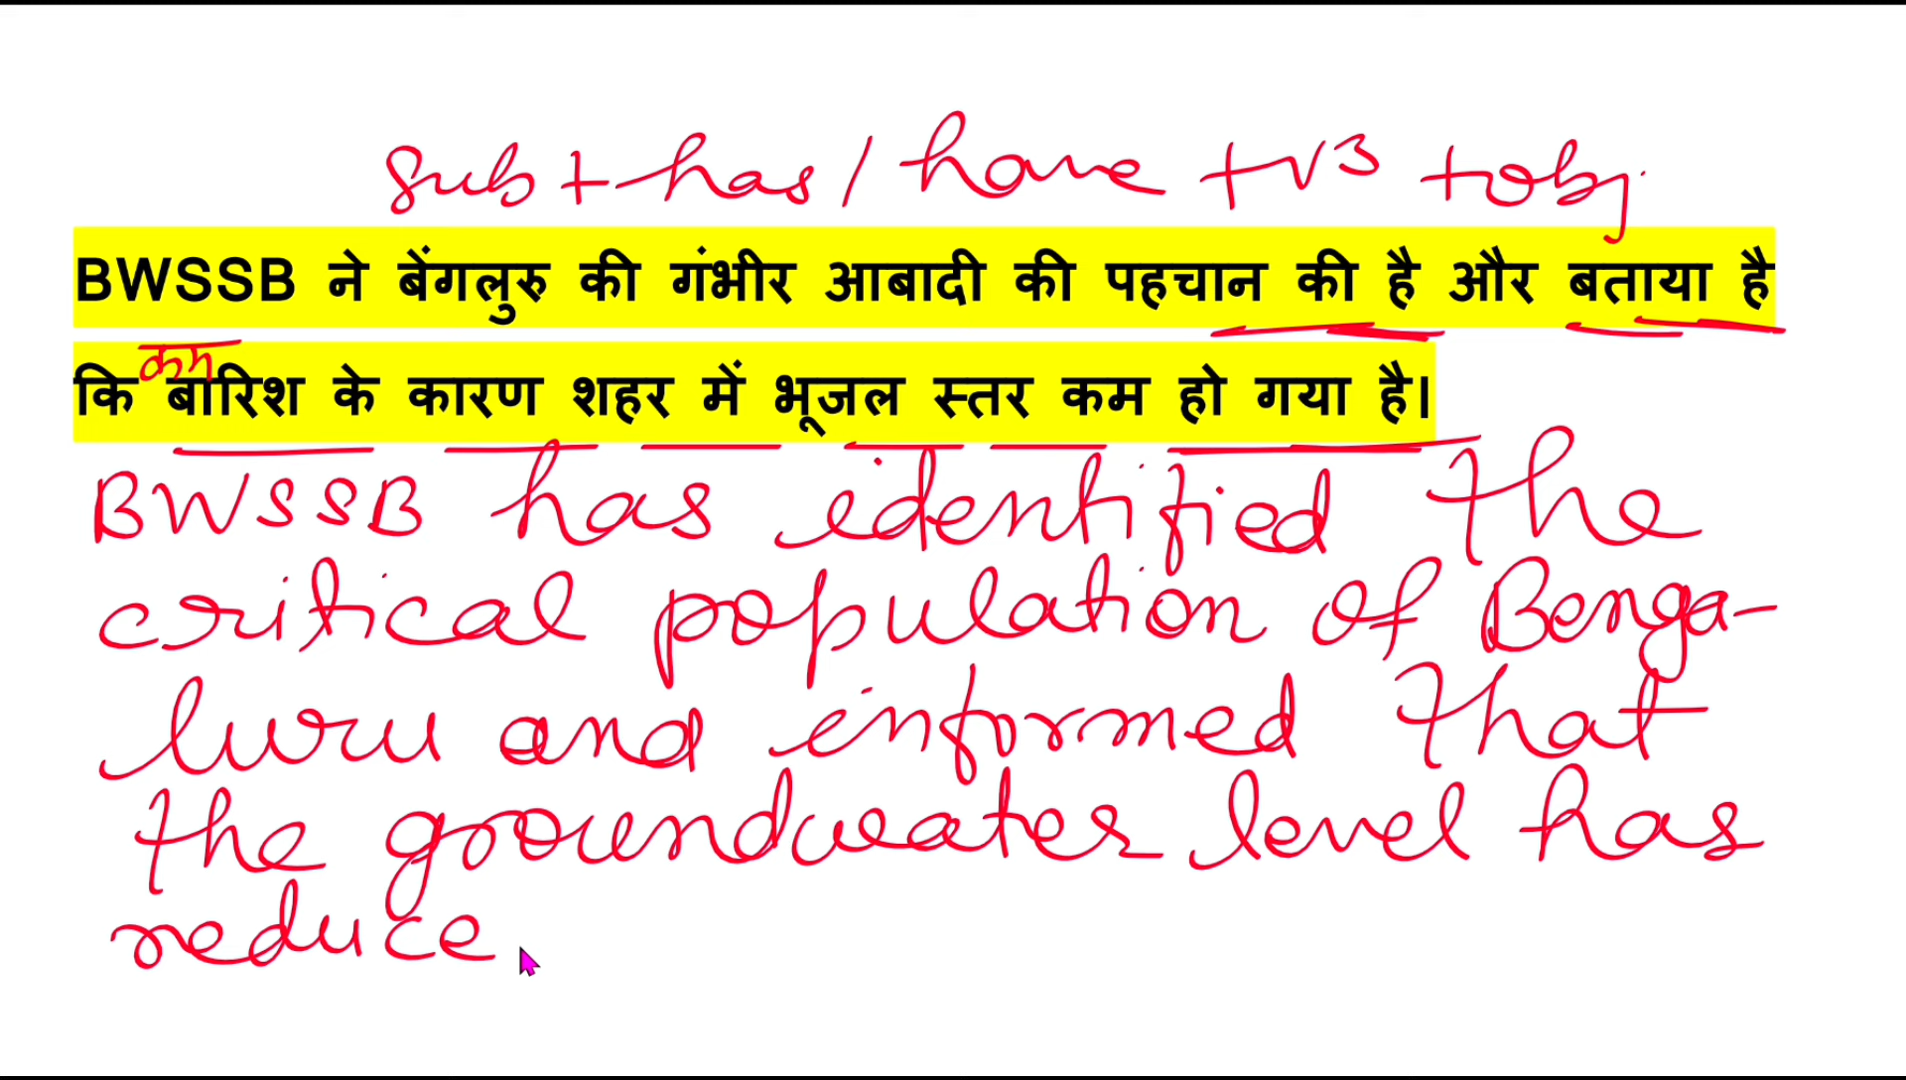 Sub + has / have + v3 + obj.
BWSSB ने बेंगलुरु की गंभीर आबादी की पहचान की है और बताया है
कि कम बारिश के कारण शहर में भूजल स्तर कम हो गया है।
BWSSB has identified the
critical population of Benga-
luru and informed that
the groundwater level has
reduce